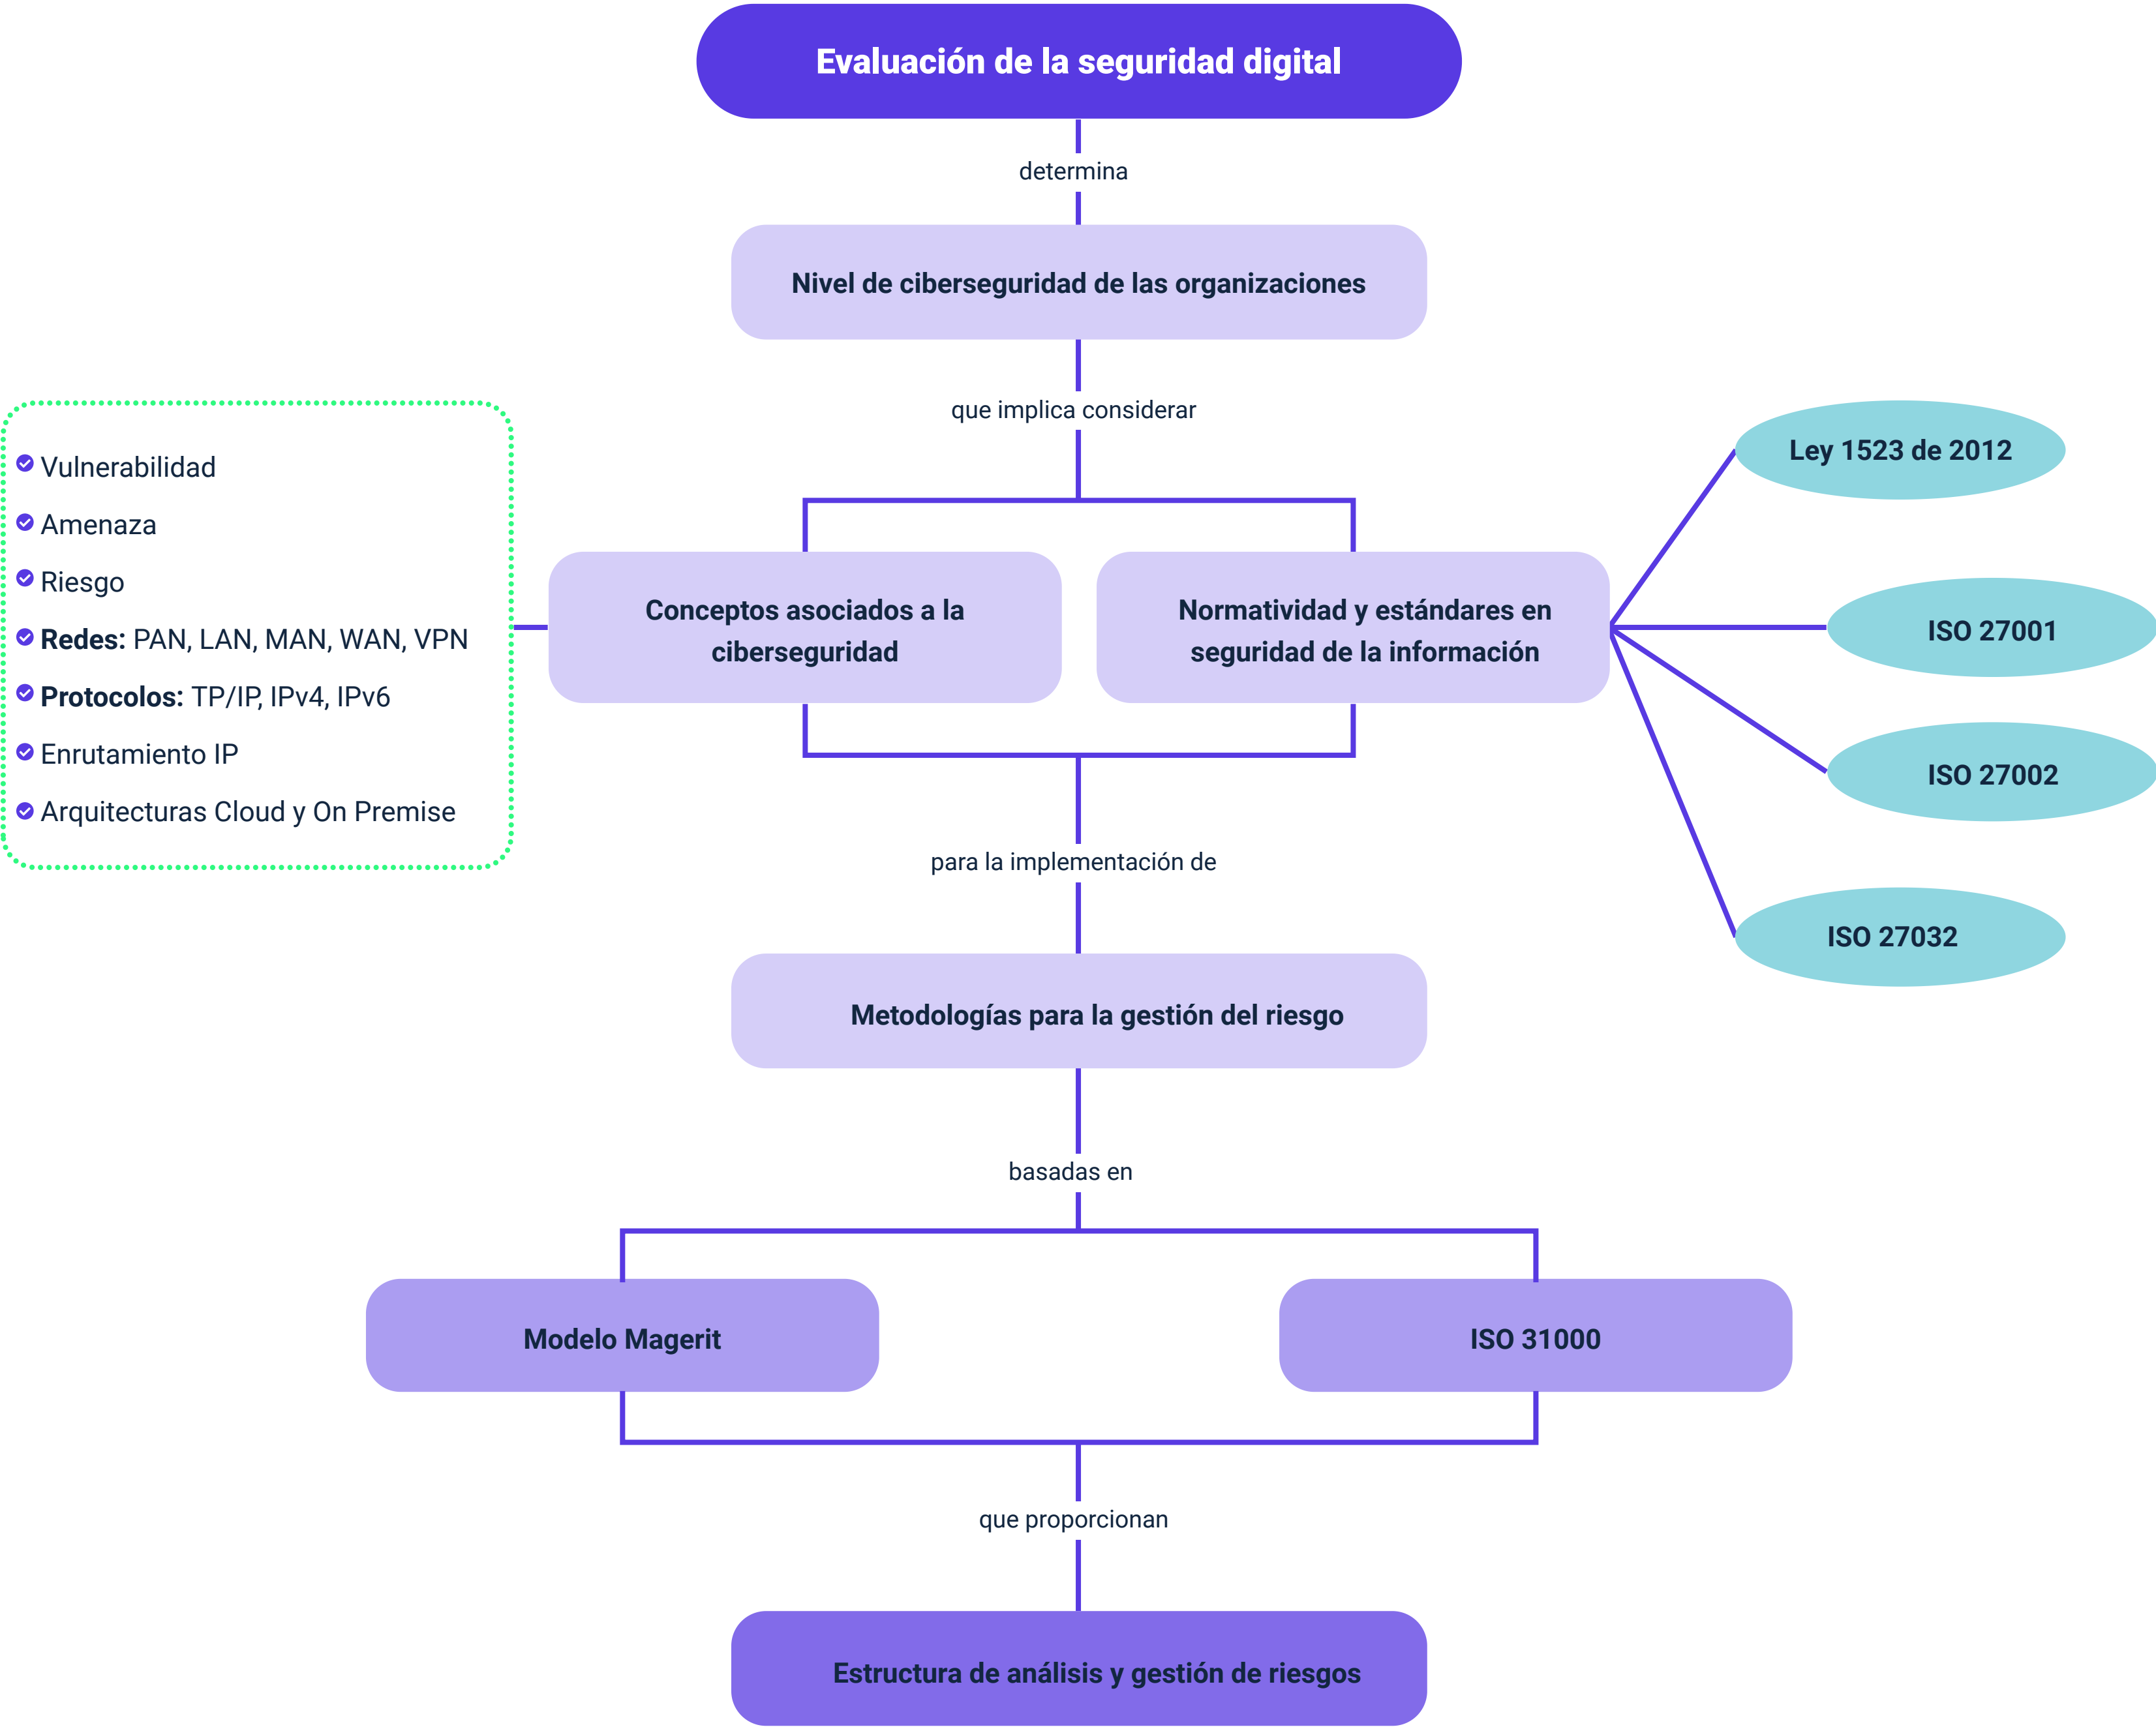 Evaluación de la seguridad digital
determina
Nivel de ciberseguridad de las organizaciones
que implica considerar
Vulnerabilidad
Amenaza
Riesgo
Redes: PAN, LAN, MAN, WAN, VPN
Protocolos: TP/IP, IPv4, IPv6
Enrutamiento IP
Arquitecturas Cloud y On Premise
Conceptos asociados a la
ciberseguridad
Normatividad y estándares en
seguridad de la información
Ley 1523 de 2012
ISO 27001
ISO 27002
ISO 27032
para la implementación de
Metodologías para la gestión del riesgo
basadas en
Modelo Magerit
ISO 31000
que proporcionan
Estructura de análisis y gestión de riesgos